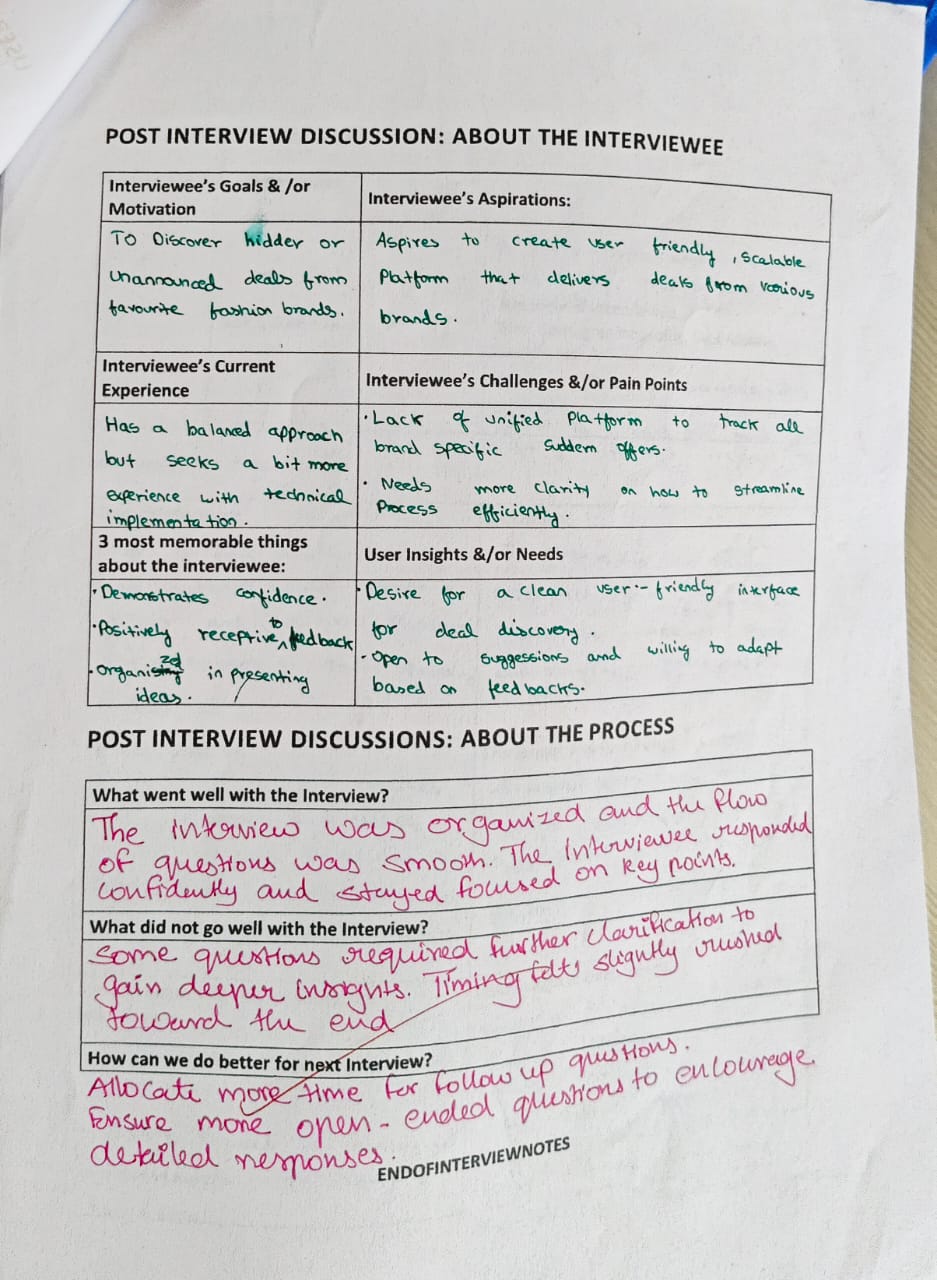 POST INTERVIEW DISCUSSION: ABOUT THE INTERVIEWEE
Interviewee's Goals & /or
Motivation
To Discover hidder or
unannounced deals from
favourite fashion brands.
Interviewee's Aspirations:
Aspires to create user friendly, scalable
Platform that delivers deals from various
brands.
Interviewee's Current
Experience
Has a balanced approach
but seeks a bit more
experience with technical
implementation.
Interviewee's Challenges &/or Pain Points
• Lack of unified Platform to track all
brand specific suddern offers.
• Needs more clarity on how to streamline
Process efficiently.
3 most memorable things
about the interviewee:
• Demonstrates confidence.
• Positively receptive to feedback
• organized in presenting
ideas.
User Insights &/or Needs
• Desire for a clean user-friendly interface
for deal discovery.
• Open to suggessions and willing to adapt
based on feedbacks.
POST INTERVIEW DISCUSSIONS: ABOUT THE PROCESS
What went well with the Interview?
The interview was organized and the flow
of questions was smooth. The Interviewee responded
confidently and stayed focused on key points.
What did not go well with the Interview?
Some questions required further clarification to
gain deeper insights. Timing felts slightly rushed
toward the end
How can we do better for next Interview?
Allocate more time for follow up questions.
Ensure more open-ended questions to encourage
detailed responses.
ENDOFINTERVIEWNOTES